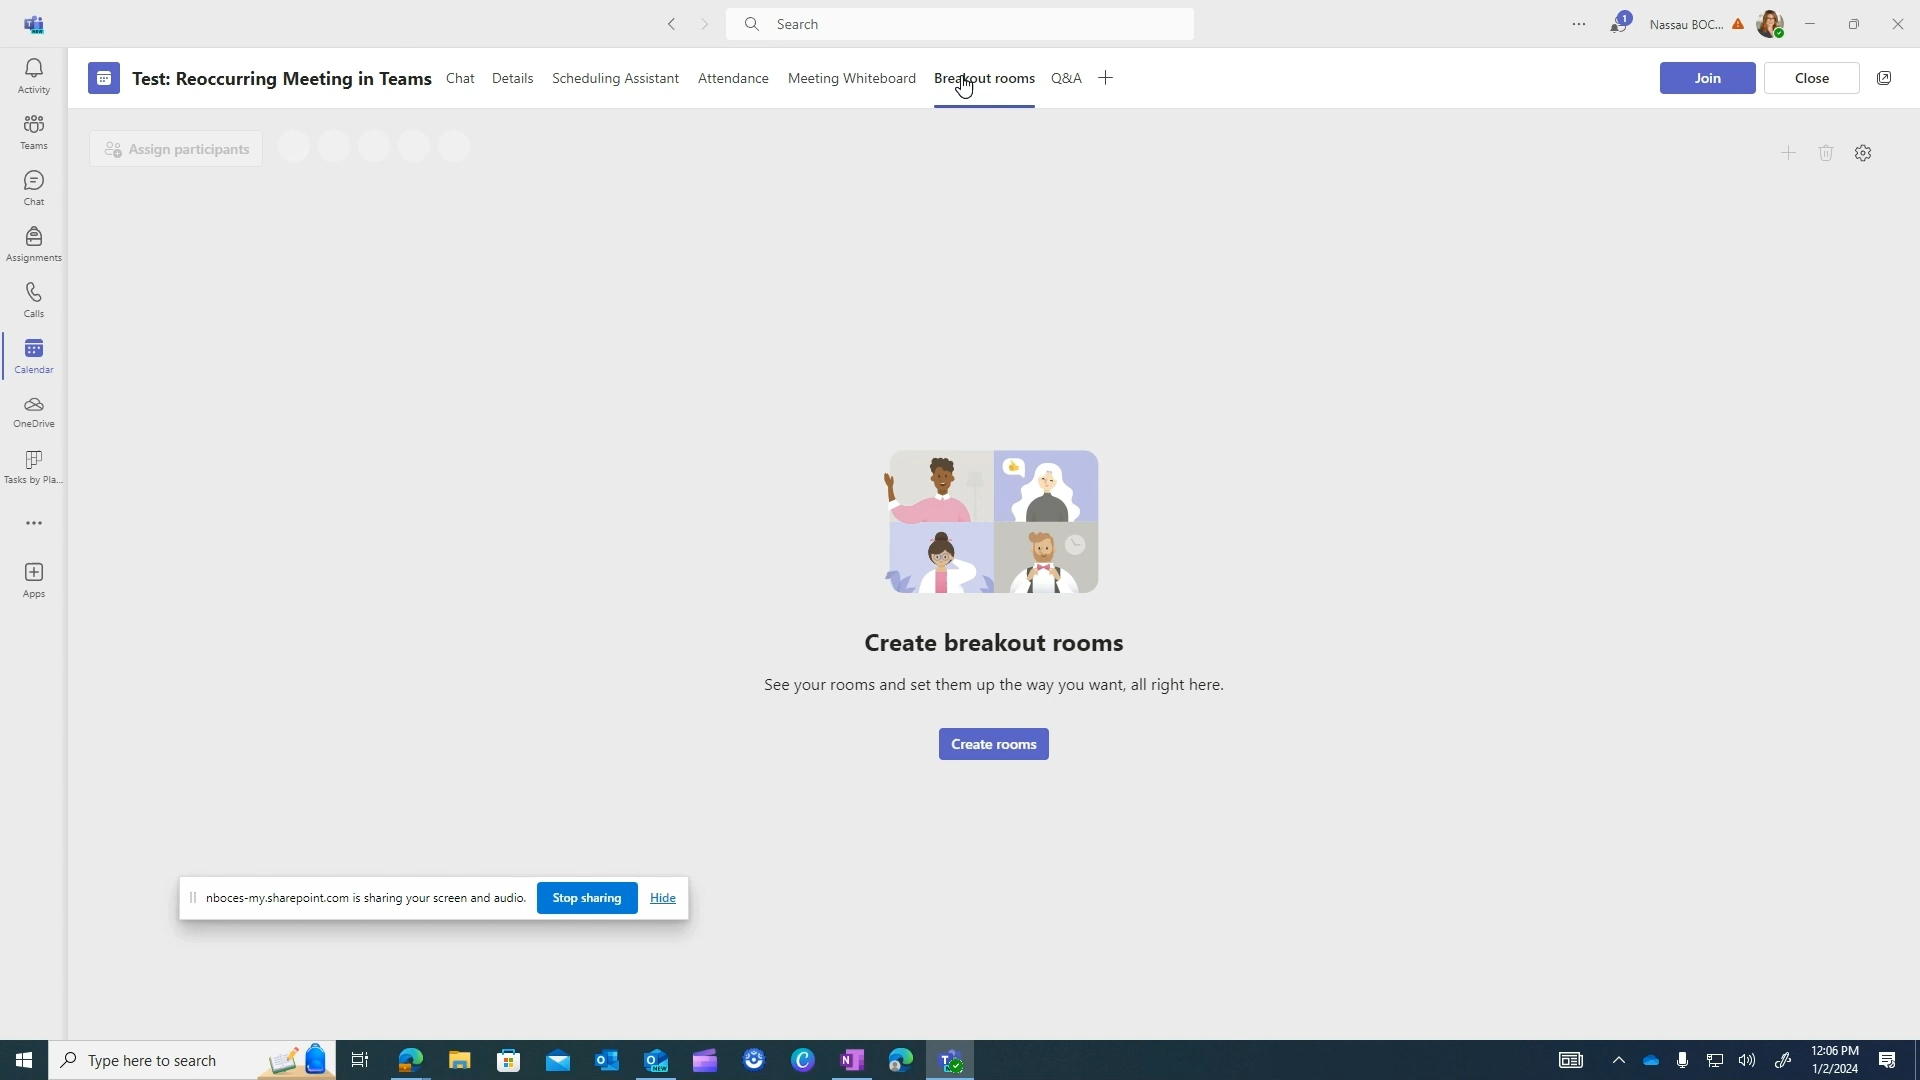 Search
1
Nassau BOC...
Test: Reoccurring Meeting in Teams
Chat
Details
Scheduling Assistant
Attendance
Meeting Whiteboard
Breakout rooms
Q&A
Join
Close
Activity
Teams
Chat
Assignments
Calls
Calendar
OneDrive
Tasks by Pla...
Apps
Assign participants
Create breakout rooms
See your rooms and set them up the way you want, all right here.
Create rooms
nboces-my.sharepoint.com is sharing your screen and audio.
Stop sharing
Hide
Type here to search
NEW
12:06 PM
1/2/2024